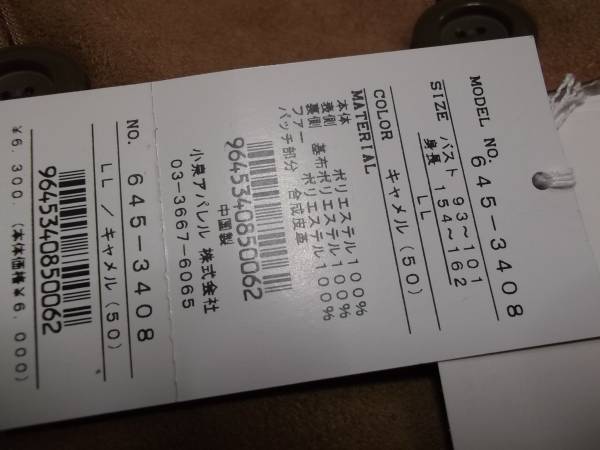 MODEL NO.
645-3408
SIZE バスト 93~101
身長 154~162
LL
COLOR キャメル(50)
MATERIAL
本体
表側 ポリエステル100%
裏側 基布ポリエステル100%
ファー ポリエステル100%
パッチ部分 合成皮革
9645340850062
中国製
小泉アパレル 株式会社
03-3667-6065
NO. 645-3408
LL / キャメル(50)
9645340850062
¥6,300. (本体価格¥6,000)